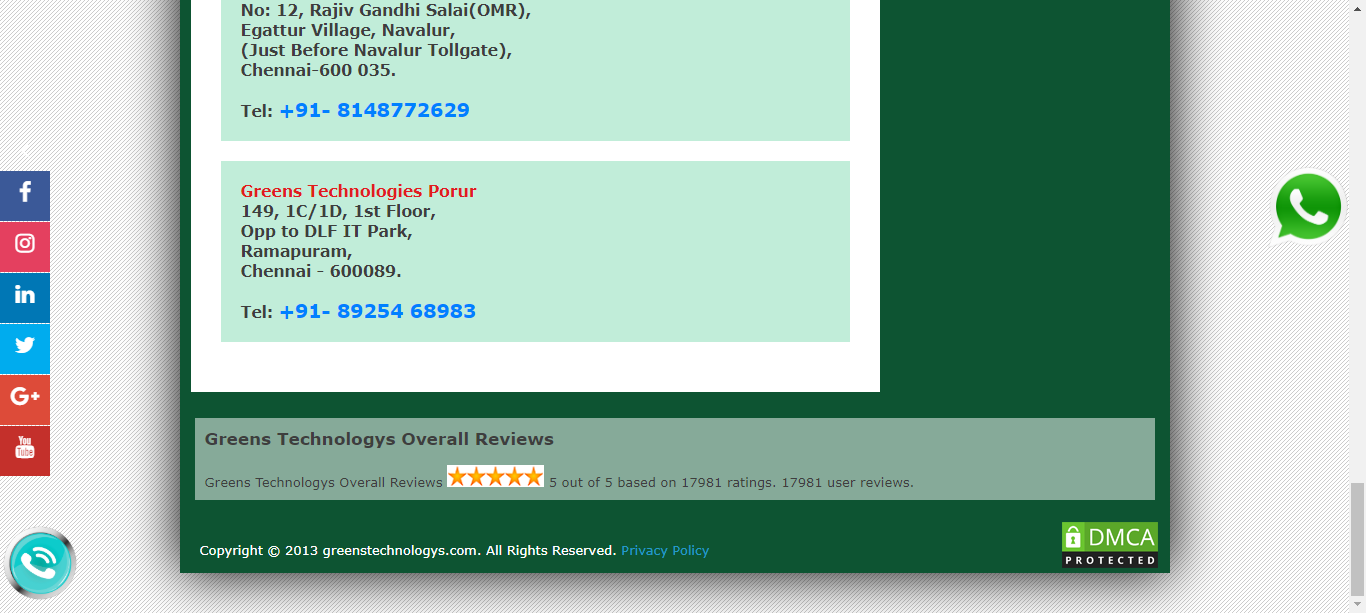 No: 12, Rajiv Gandhi Salai(OMR),
Egattur Village, Navalur,
(Just Before Navalur Tollgate),
Chennai-600 035.
Tel: +91- 8148772629
Greens Technologies Porur
149, 1C/1D, 1st Floor,
Opp to DLF IT Park,
Ramapuram,
Chennai - 600089.
Tel: +91- 89254 68983
f
in
G+
You
Tube
Greens Technologys Overall Reviews
Greens Technologys Overall Reviews 5 out of 5 based on 17981 ratings. 17981 user reviews.
Copyright © 2013 greenstechnologys.com. All Rights Reserved. Privacy Policy
DMCA
PROTECTED